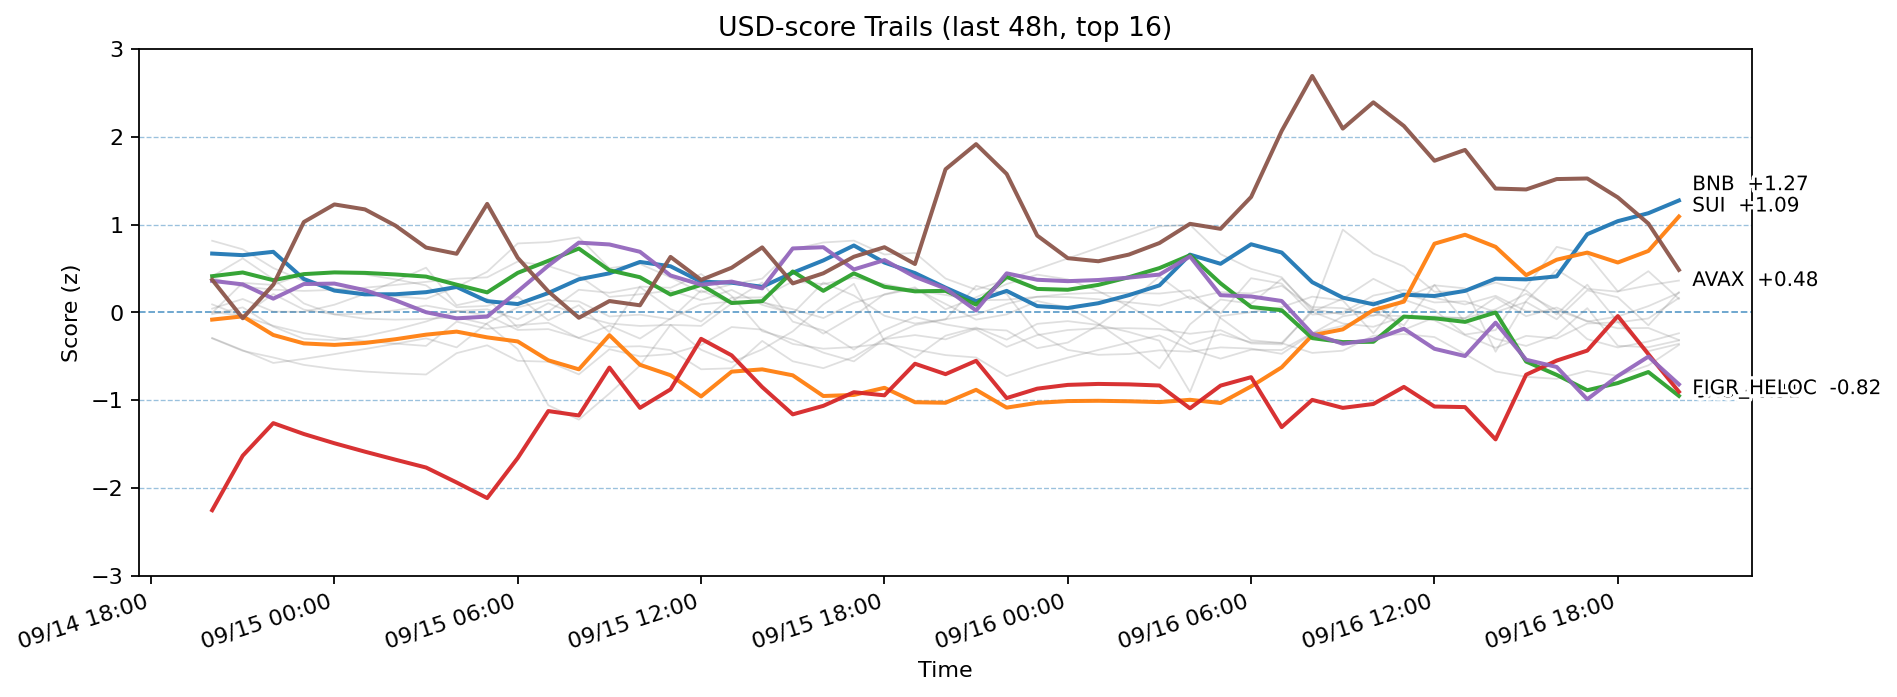 USD-score Trails (last 48h, top 16)
Score (z)
3
2
1
0
−1
−2
−3
BNB +1.27
SUI +1.09
AVAX +0.48
FIGR_HELOC -0.82
09/14 18:00
09/15 00:00
09/15 06:00
09/15 12:00
09/15 18:00
09/16 00:00
09/16 06:00
09/16 12:00
09/16 18:00
Time